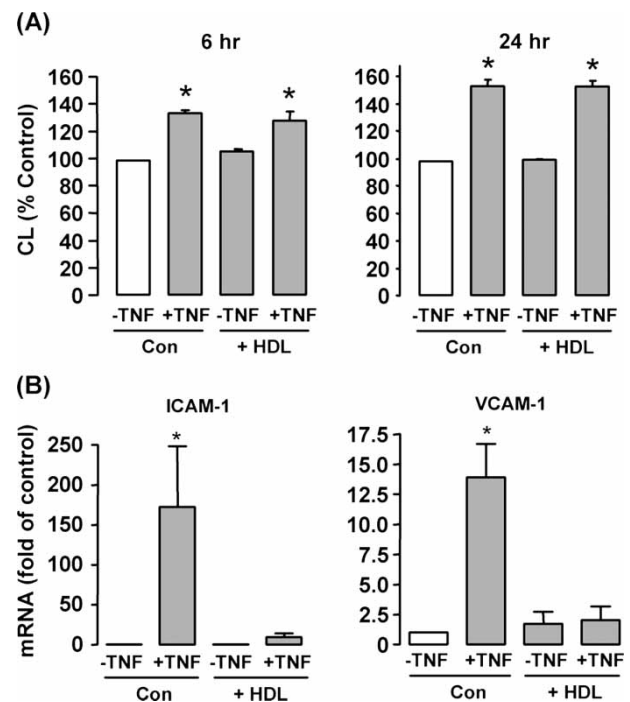 (A)
6 hr
24 hr
CL (% Control)
160
140
120
100
80
60
40
20
0
*
*
-TNF +TNF -TNF +TNF
Con + HDL
160
140
120
100
80
60
40
20
0
*
*
-TNF +TNF -TNF +TNF
Con + HDL
(B)
ICAM-1
VCAM-1
mRNA (fold of control)
250
200
150
100
50
0
*
-TNF +TNF -TNF +TNF
Con + HDL
17.5
15.0
12.5
10.0
7.5
5.0
2.5
0
*
-TNF +TNF -TNF +TNF
Con + HDL